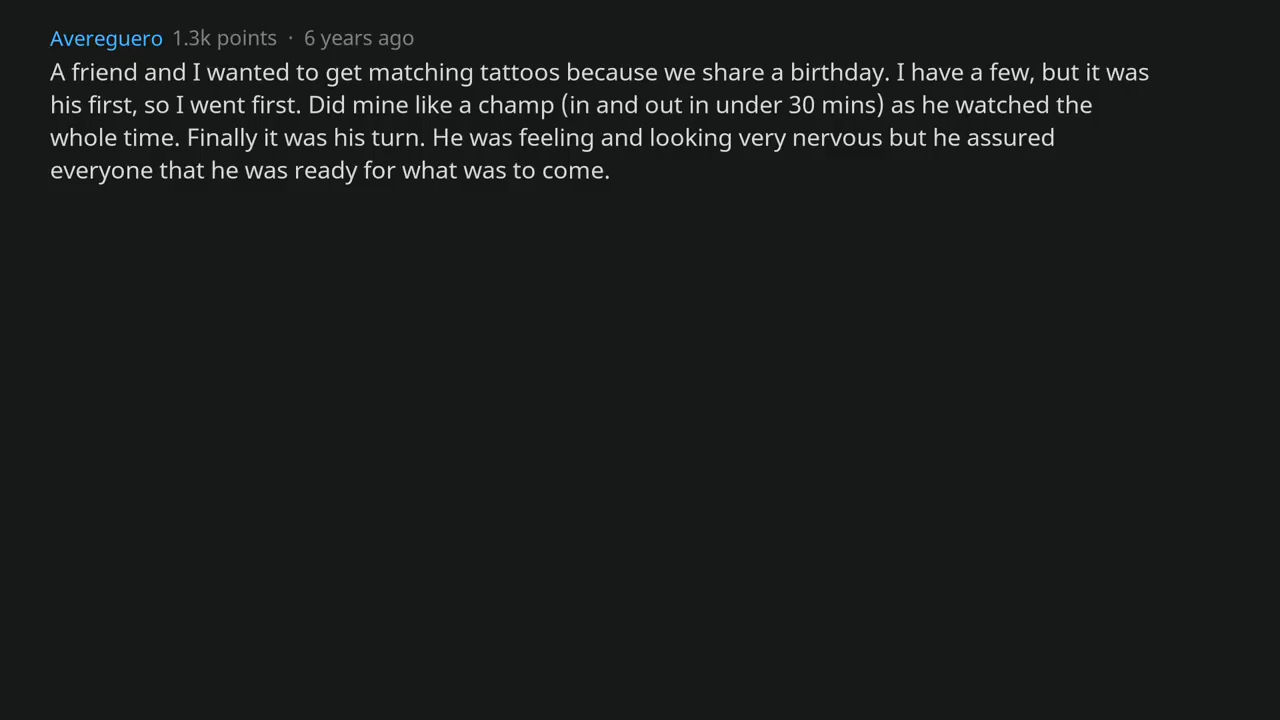 Avereguero 1.3k points · 6 years ago
A friend and I wanted to get matching tattoos because we share a birthday. I have a few, but it was
his first, so I went first. Did mine like a champ (in and out in under 30 mins) as he watched the
whole time. Finally it was his turn. He was feeling and looking very nervous but he assured
everyone that he was ready for what was to come.